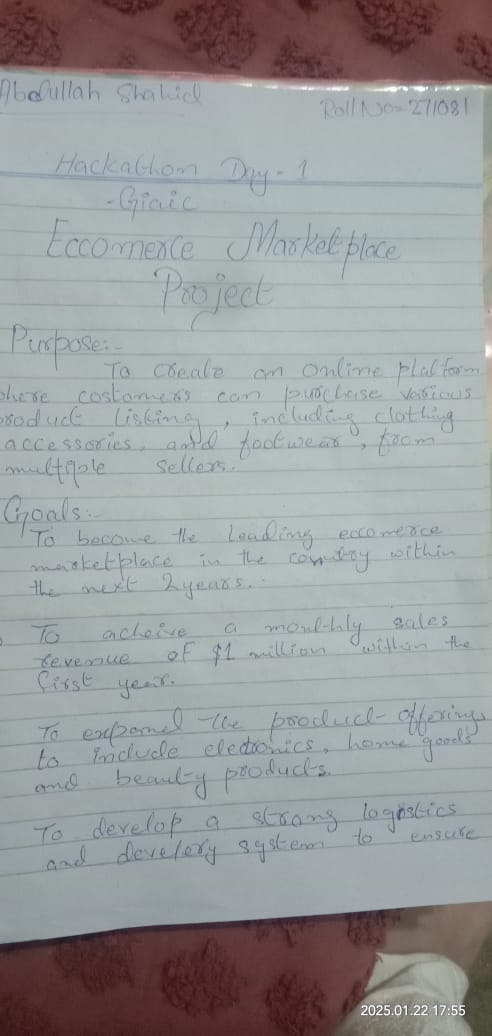 Abdullah Shahid
Roll No= 271081
Hackathon Day-1
-Giaic
Eccomerce Marketplace
Project
Purpose:-
To create an online platform
where costomers can purchase various
product listing, including clothing
accessories, and footwear, from
multiple sellers.
Goals:-
To become the leading eccomerce
marketplace in the country within
the next 2 years.
To acheive a monthly sales
revenue of $1 million within the
first year.
To expand the product offerings
to include electronics, home goods
and beauty products.
To develop a strong logistics
and develery system to ensure
2025.01.22 17:55